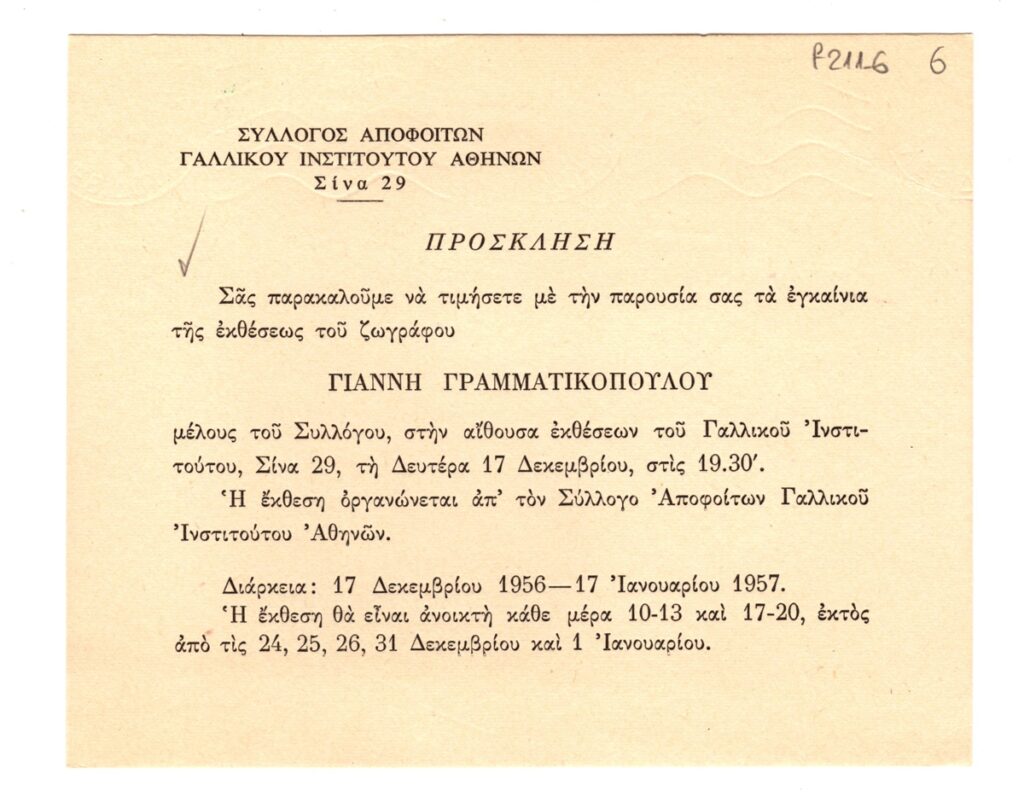 P2116 6
ΣΥΛΛΟΓΟΣ ΑΠΟΦΟΙΤΩΝ
ΓΑΛΛΙΚΟΥ ΙΝΣΤΙΤΟΥΤΟΥ ΑΘΗΝΩΝ
Σίνα 29
ΠΡΟΣΚΛΗΣΗ
Σᾶς παρακαλοῦμε νὰ τιμήσετε μὲ τὴν παρουσία σας τὰ ἐγκαίνια
τῆς ἐκθέσεως τοῦ ζωγράφου
ΓΙΑΝΝΗ ΓΡΑΜΜΑΤΙΚΟΠΟΥΛΟΥ
μέλους τοῦ Συλλόγου, στὴν αἴθουσα ἐκθέσεων τοῦ Γαλλικοῦ Ἰνστι-
τούτου, Σίνα 29, τὴ Δευτέρα 17 Δεκεμβρίου, στὶς 19.30′.
Ἡ ἔκθεση ὀργανώνεται ἀπ' τὸν Σύλλογο Ἀποφοίτων Γαλλικοῦ
Ἰνστιτούτου Ἀθηνῶν.
Διάρκεια: 17 Δεκεμβρίου 1956—17 Ἰανουαρίου 1957.
Ἡ ἔκθεση θὰ εἶναι ἀνοικτὴ κάθε μέρα 10-13 καὶ 17-20, ἐκτὸς
ἀπὸ τὶς 24, 25, 26, 31 Δεκεμβρίου καὶ 1 Ἰανουαρίου.